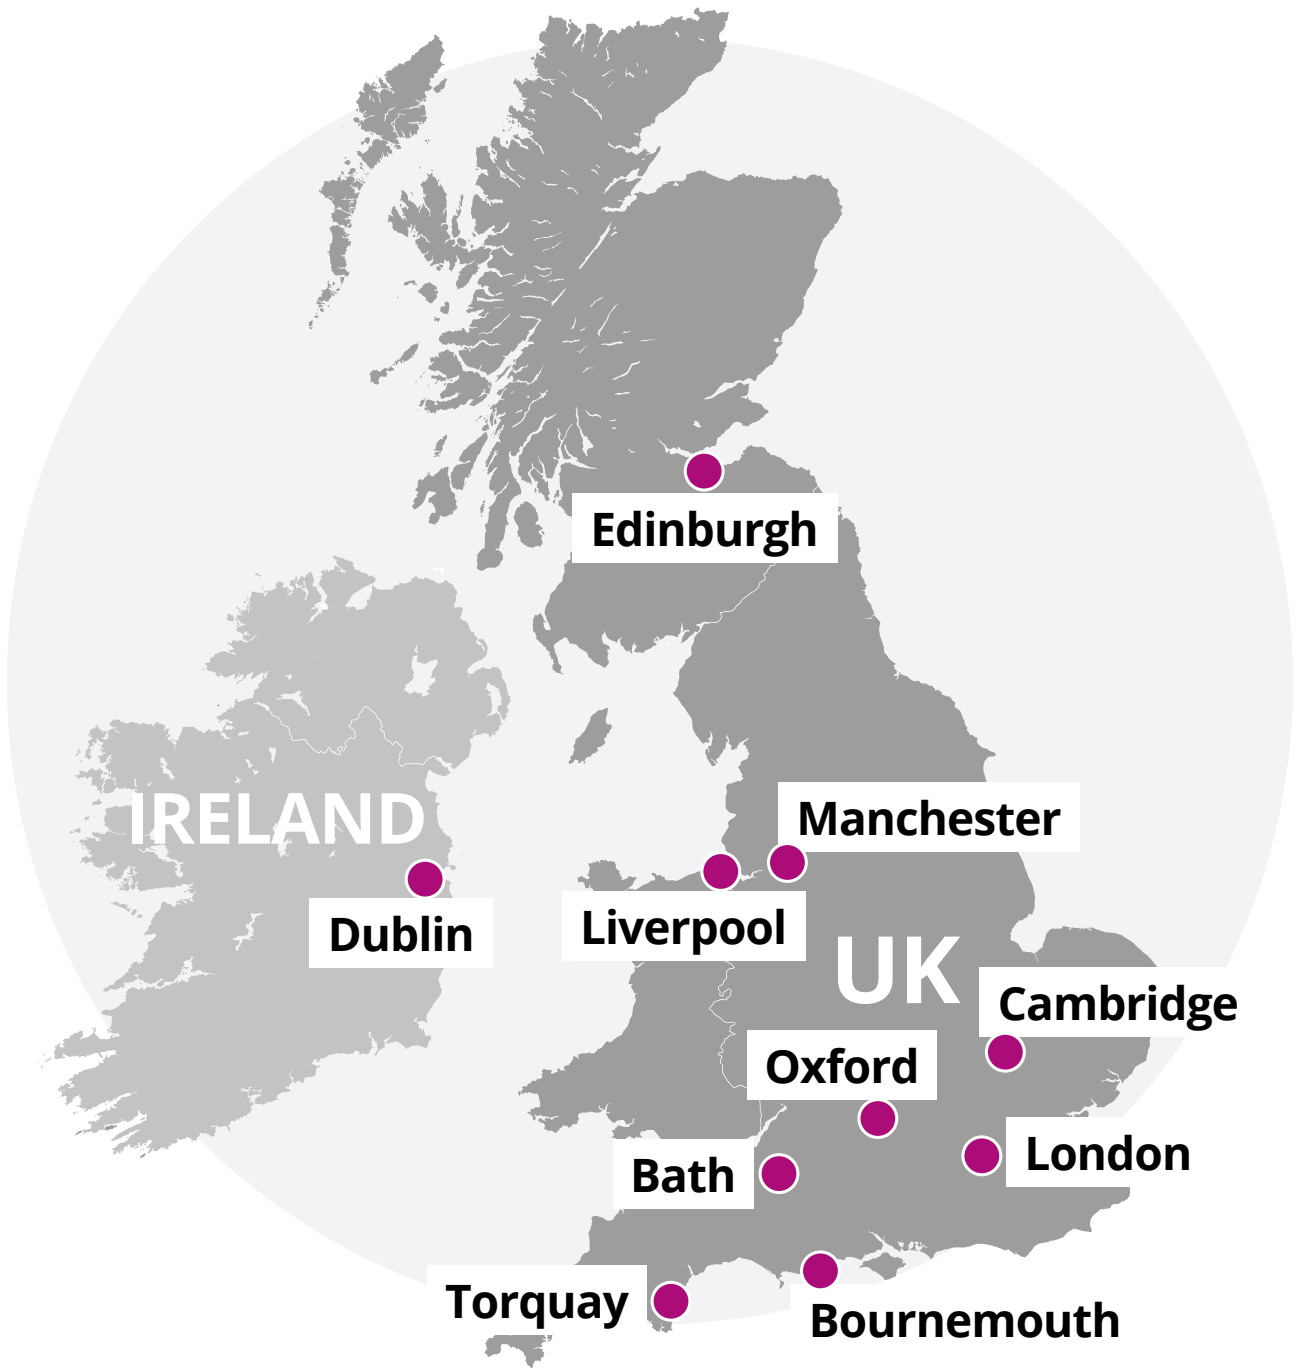 Edinburgh
IRELAND
Manchester
Dublin
Liverpool
UK
Cambridge
Oxford
London
Bath
Torquay
Bournemouth